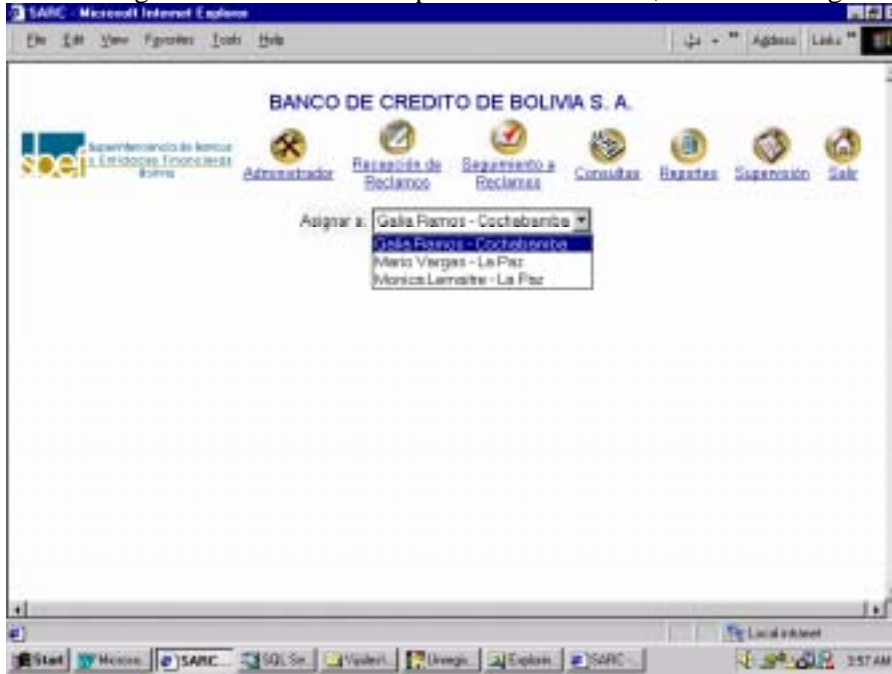 SARC - Microsoft Internet Explorer
File Edit View Favorites Tools Help
Address Links
BANCO DE CREDITO DE BOLIVIA S. A.
sbef
Superintendencia de Bancos
y Entidades Financieras
Bolivia
Administrador
Recepción de
Reclamos
Seguimiento a
Reclamos
Consultas
Reportes
Supervisión
Salir
Asignar a: Galia Ramos - Cochabamba
Galia Ramos - Cochabamba
Mario Vargas - La Paz
Monica Lemaitre - La Paz
Local intranet
Start
SARC...
SQL Se...
Explorin...
SARC -...
3:57 AM